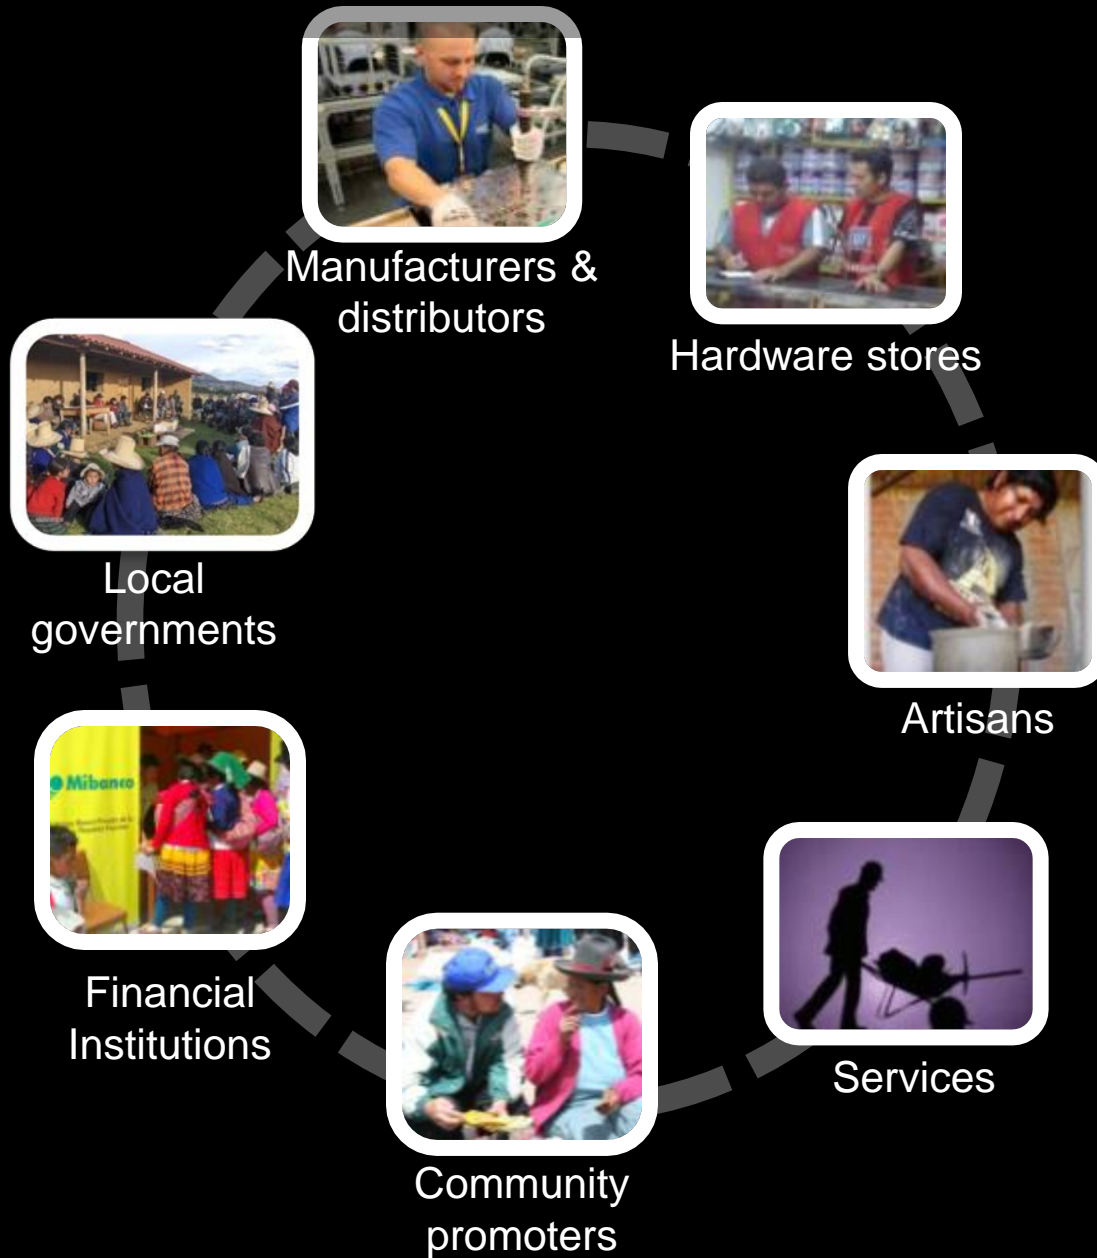 Manufacturers &
distributors
Hardware stores
Local
governments
Artisans
Mibanco
Financial
Institutions
Services
Community
promoters